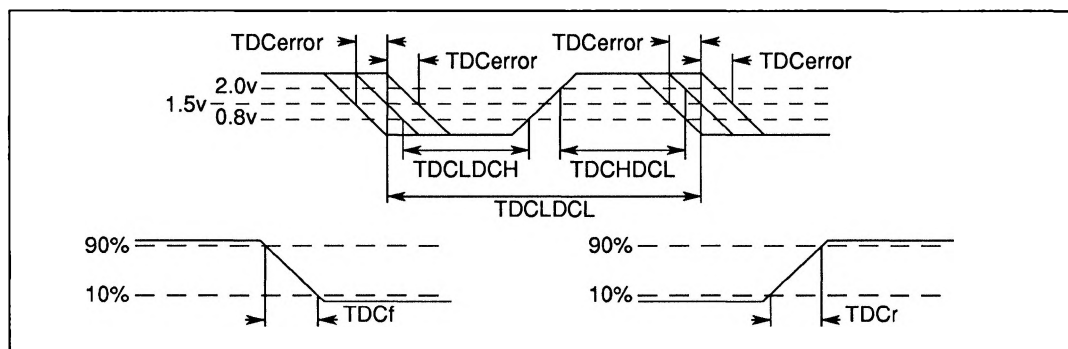 TDCerror TDCerror
TDCerror TDCerror
2.0v
1.5v
0.8v
TDCLDCH TDCHDCL
TDCLDCL
90% 90%
10% 10%
TDCf TDCr